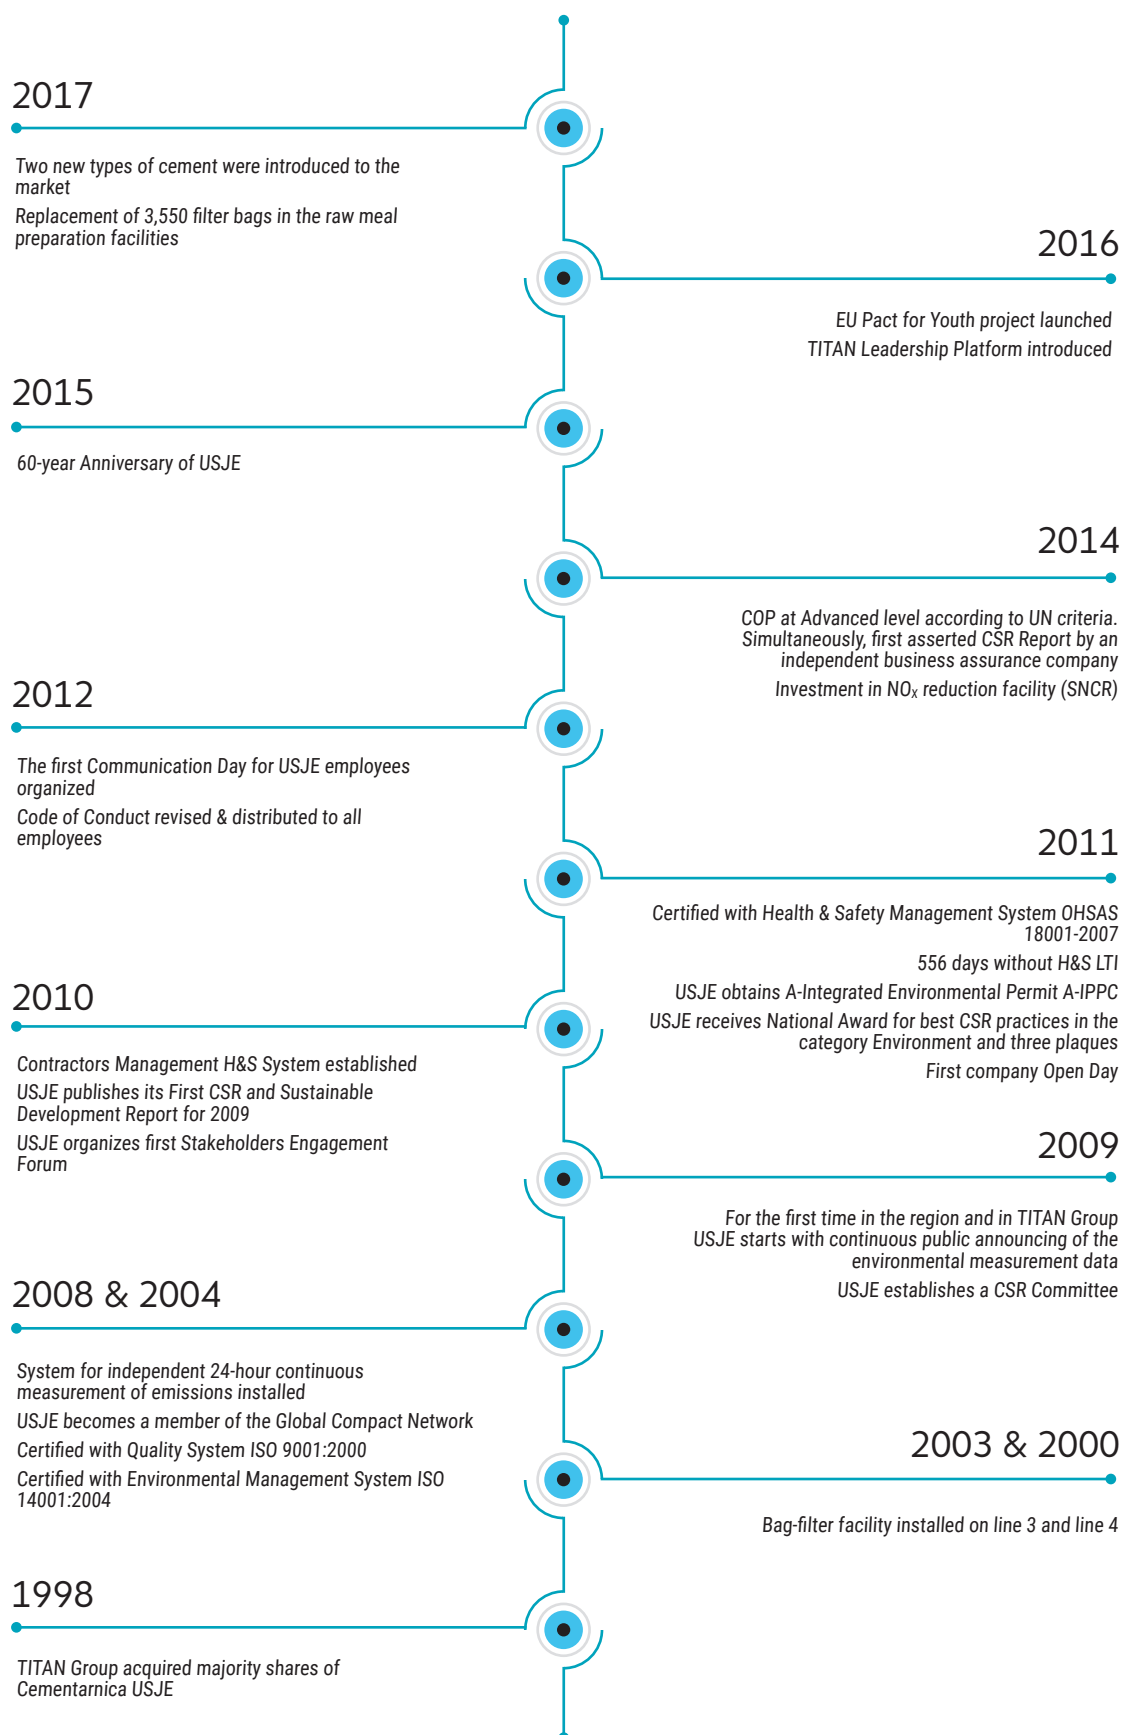 2017
Two new types of cement were introduced to the
market
Replacement of 3,550 filter bags in the raw meal
preparation facilities
2016
EU Pact for Youth project launched
TITAN Leadership Platform introduced
2015
60-year Anniversary of USJE
2014
COP at Advanced level according to UN criteria.
Simultaneously, first asserted CSR Report by an
independent business assurance company
Investment in NOₓ reduction facility (SNCR)
2012
The first Communication Day for USJE employees
organized
Code of Conduct revised & distributed to all
employees
2011
Certified with Health & Safety Management System OHSAS
18001-2007
556 days without H&S LTI
USJE obtains A-Integrated Environmental Permit A-IPPC
USJE receives National Award for best CSR practices in the
category Environment and three plaques
First company Open Day
2010
Contractors Management H&S System established
USJE publishes its First CSR and Sustainable
Development Report for 2009
USJE organizes first Stakeholders Engagement
Forum
2009
For the first time in the region and in TITAN Group
USJE starts with continuous public announcing of the
environmental measurement data
USJE establishes a CSR Committee
2008 & 2004
System for independent 24-hour continuous
measurement of emissions installed
USJE becomes a member of the Global Compact Network
Certified with Quality System ISO 9001:2000
Certified with Environmental Management System ISO
14001:2004
2003 & 2000
Bag-filter facility installed on line 3 and line 4
1998
TITAN Group acquired majority shares of
Cementarnica USJE